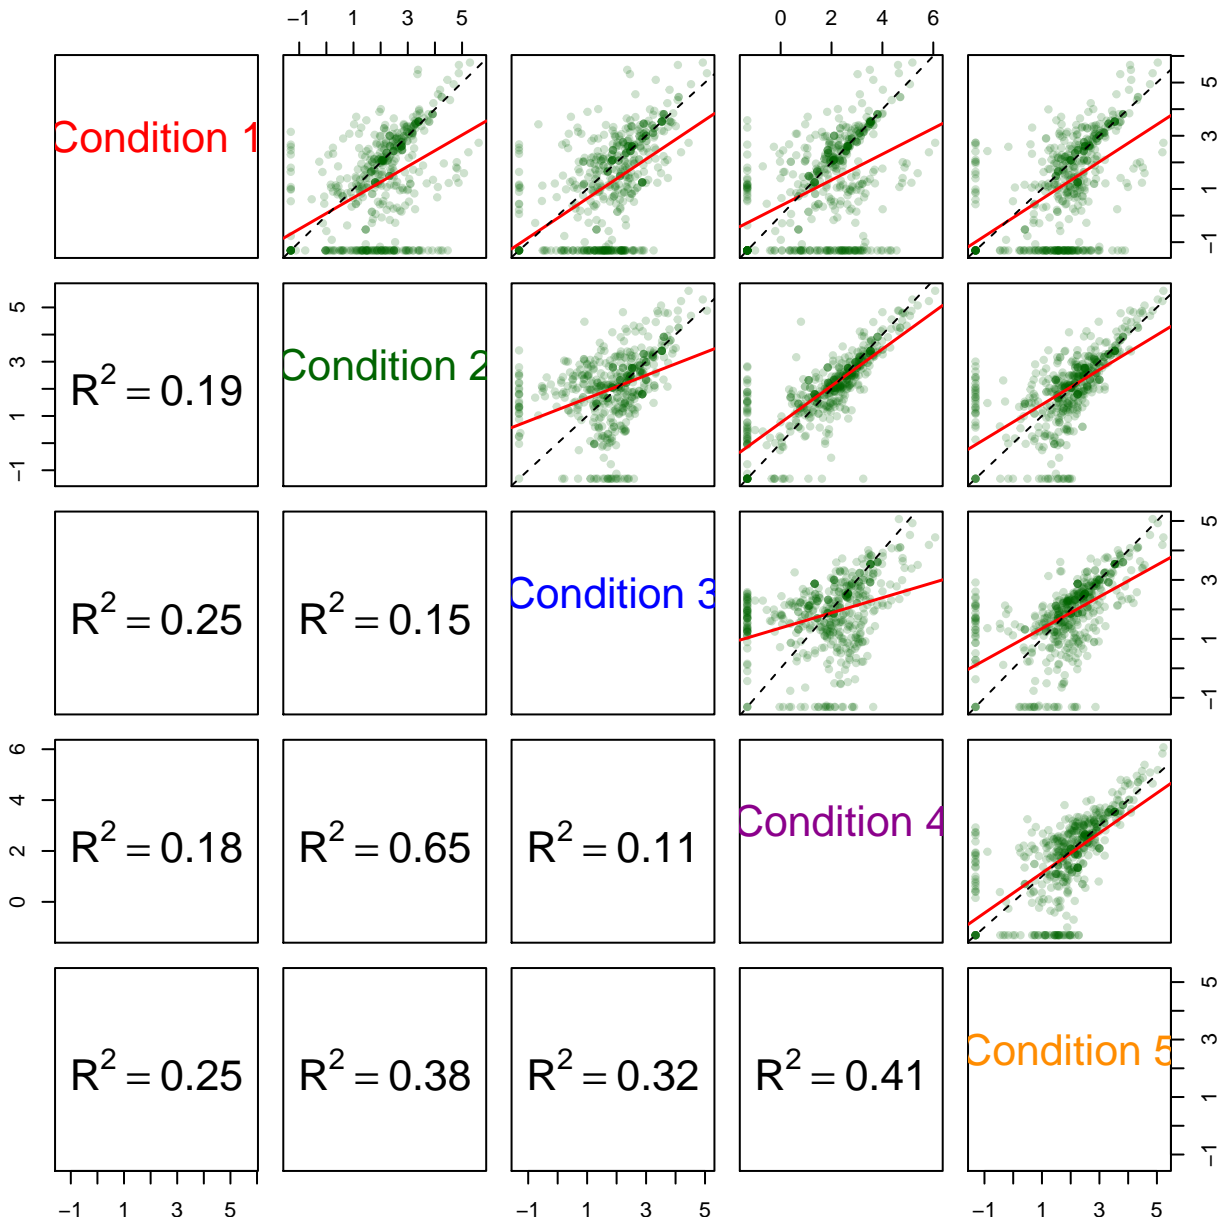 −1 1 3 5 0 2 4 6
Condition 1
5 3 1 −1
5 3 1 −1
R² = 0.19
Condition 2
R² = 0.25
R² = 0.15
Condition 3
5 3 1 −1
6 4 2 0
R² = 0.18
R² = 0.65
R² = 0.11
Condition 4
R² = 0.25
R² = 0.38
R² = 0.32
R² = 0.41
Condition 5
5 3 1 −1
−1 1 3 5 −1 1 3 5 −1 1 3 5